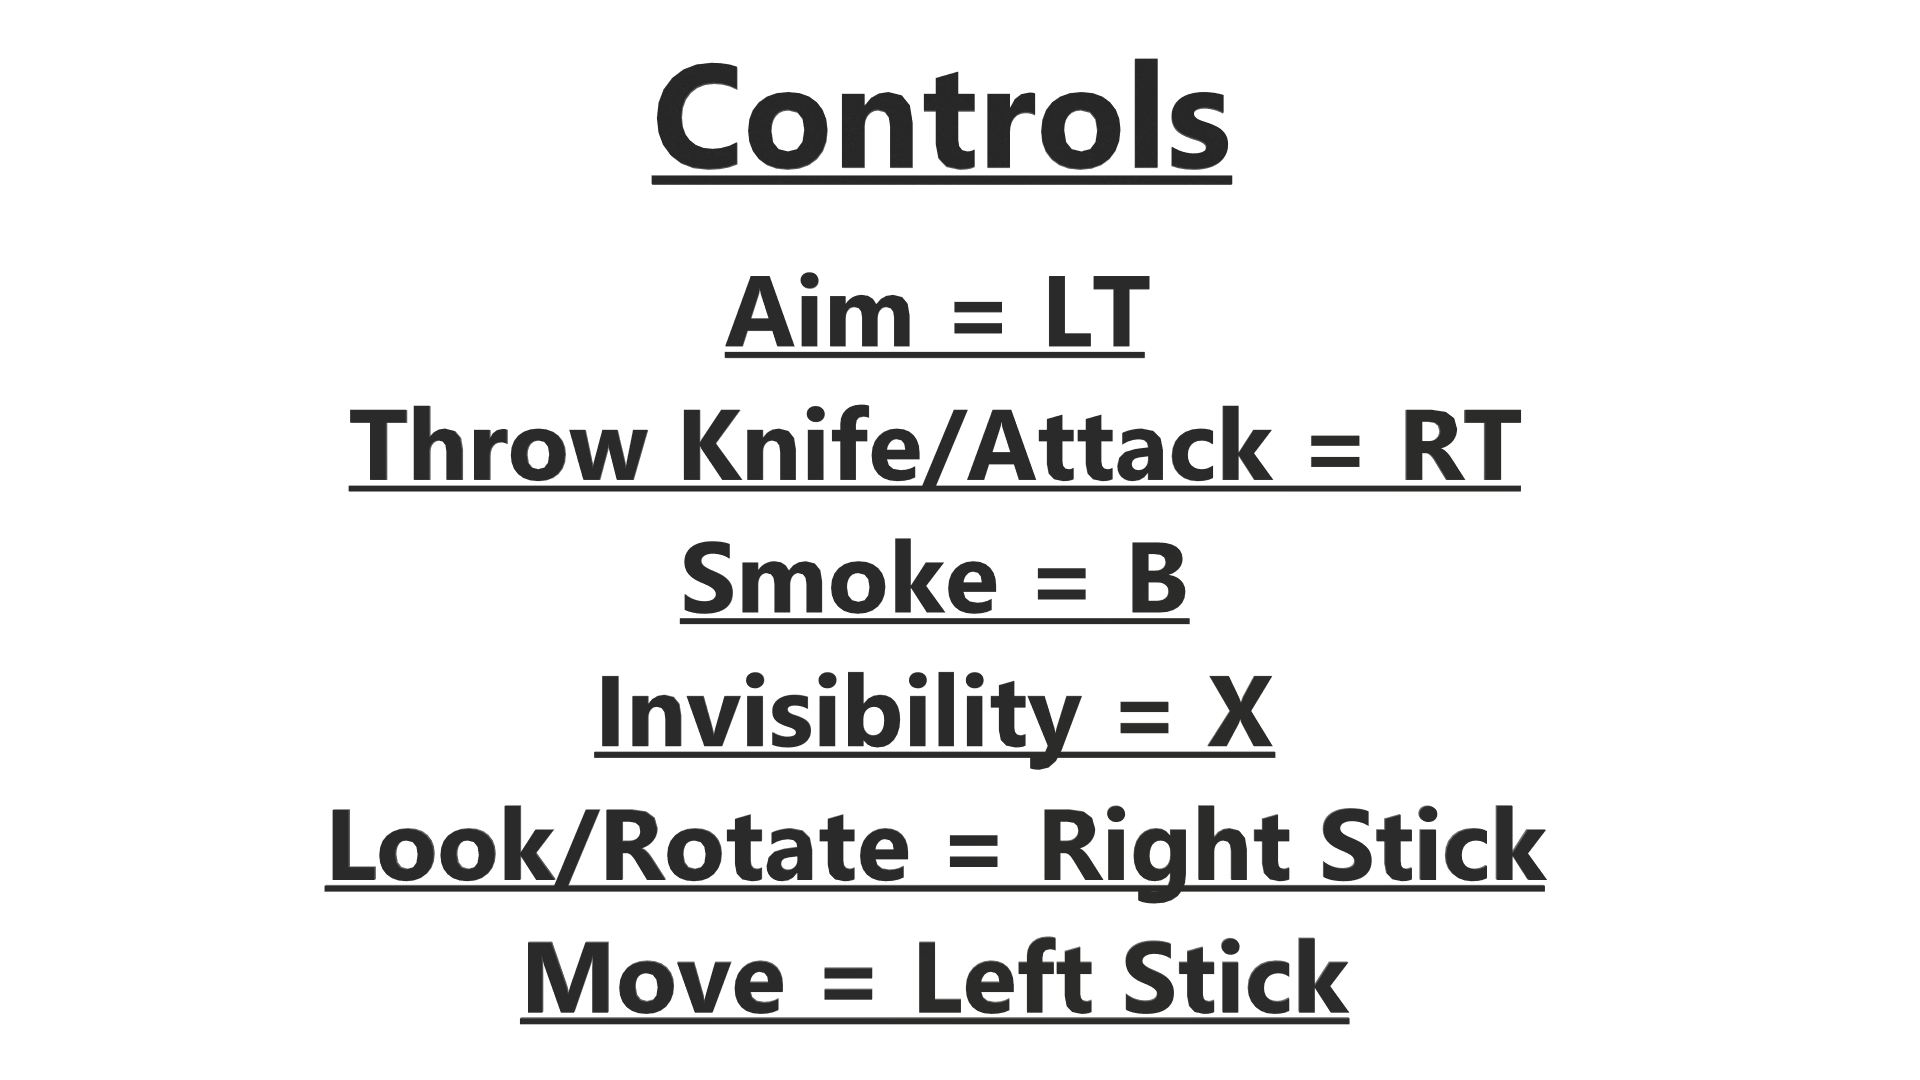 Controls
Aim = LT
Throw Knife/Attack = RT
Smoke = B
Invisibility = X
Look/Rotate = Right Stick
Move = Left Stick